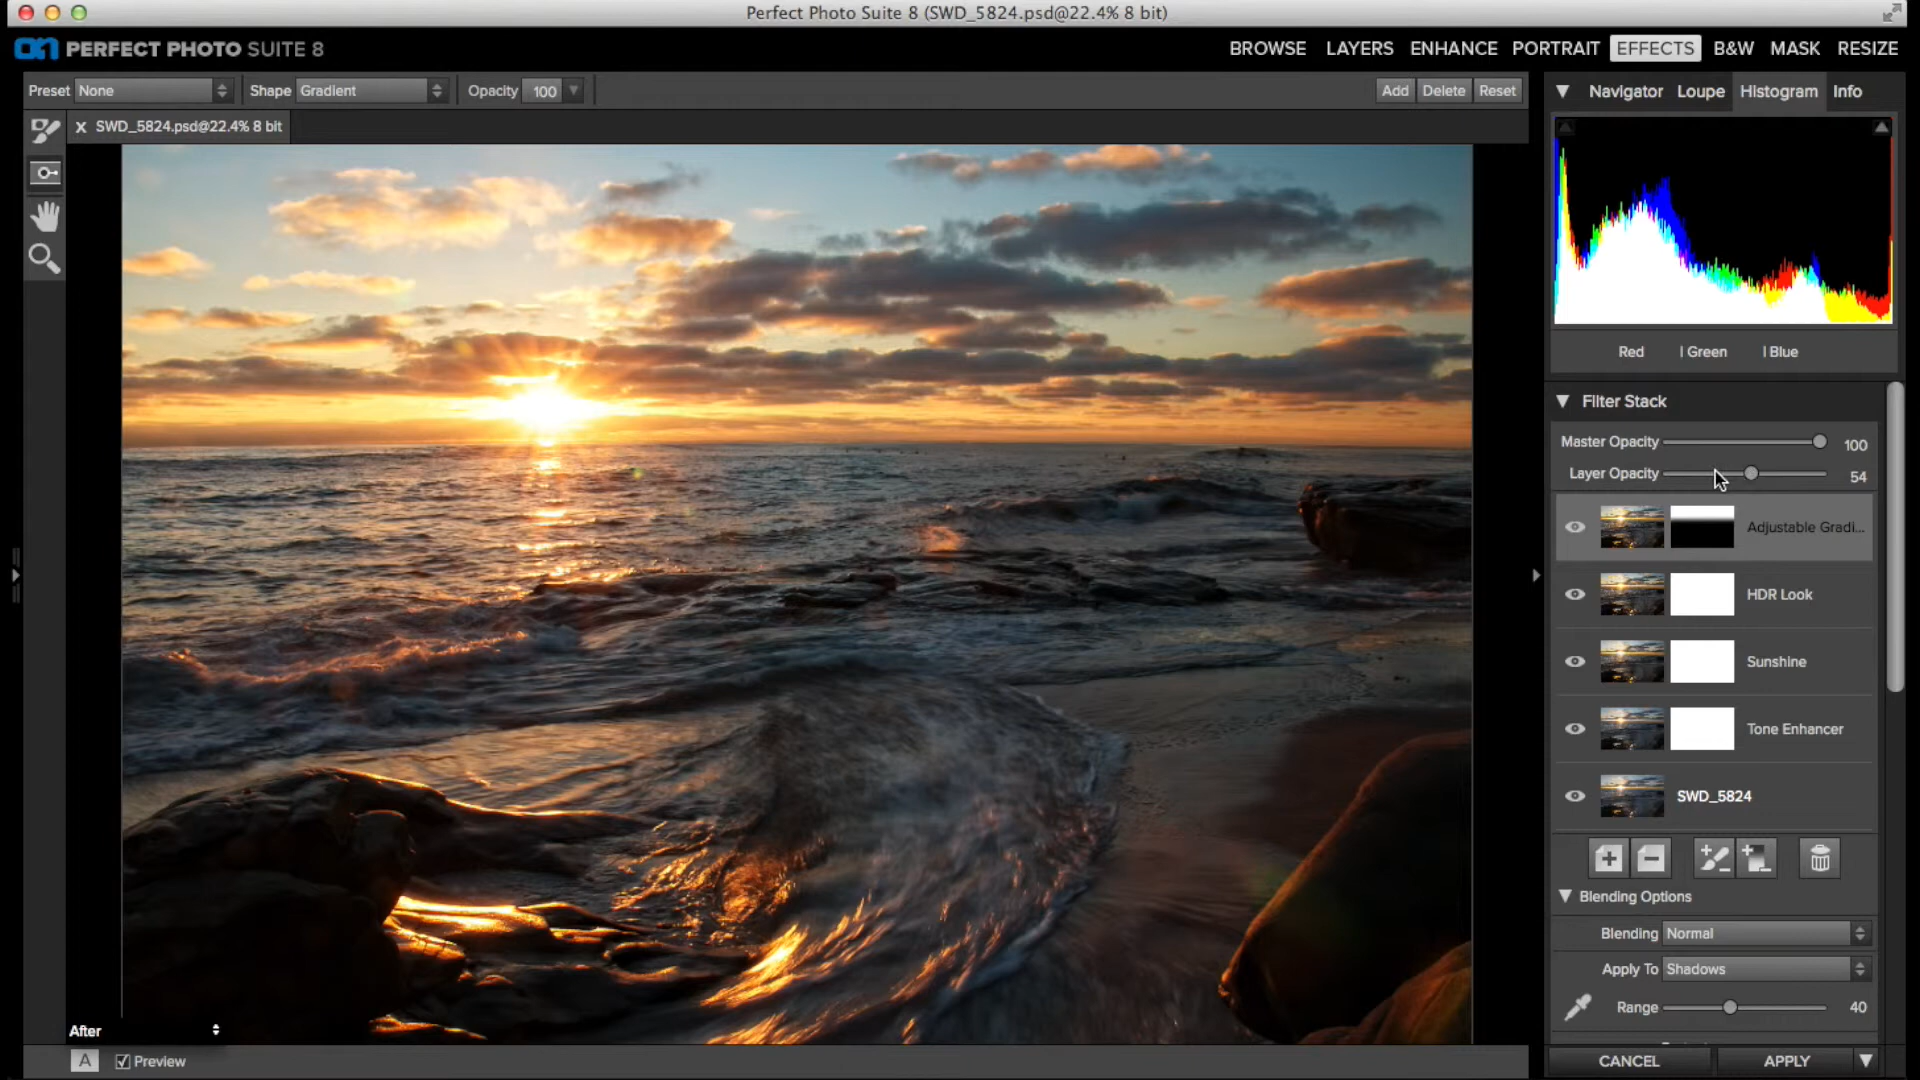 Perfect Photo Suite 8 (SWD_5824.psd@22.4% 8 bit)
on PERFECT PHOTO SUITE 8
BROWSE LAYERS ENHANCE PORTRAIT EFFECTS B&W MASK RESIZE
Preset None Shape Gradient Opacity 100 Add Delete Reset
Navigator Loupe Histogram Info
x SWD_5824.psd@22.4% 8 bit
Red | Green | Blue
Filter Stack
Master Opacity 100
Layer Opacity 54
Adjustable Gradi...
HDR Look
Sunshine
Tone Enhancer
SWD_5824
Blending Options
Blending Normal
Apply To Shadows
Range 40
After
A Preview
CANCEL APPLY